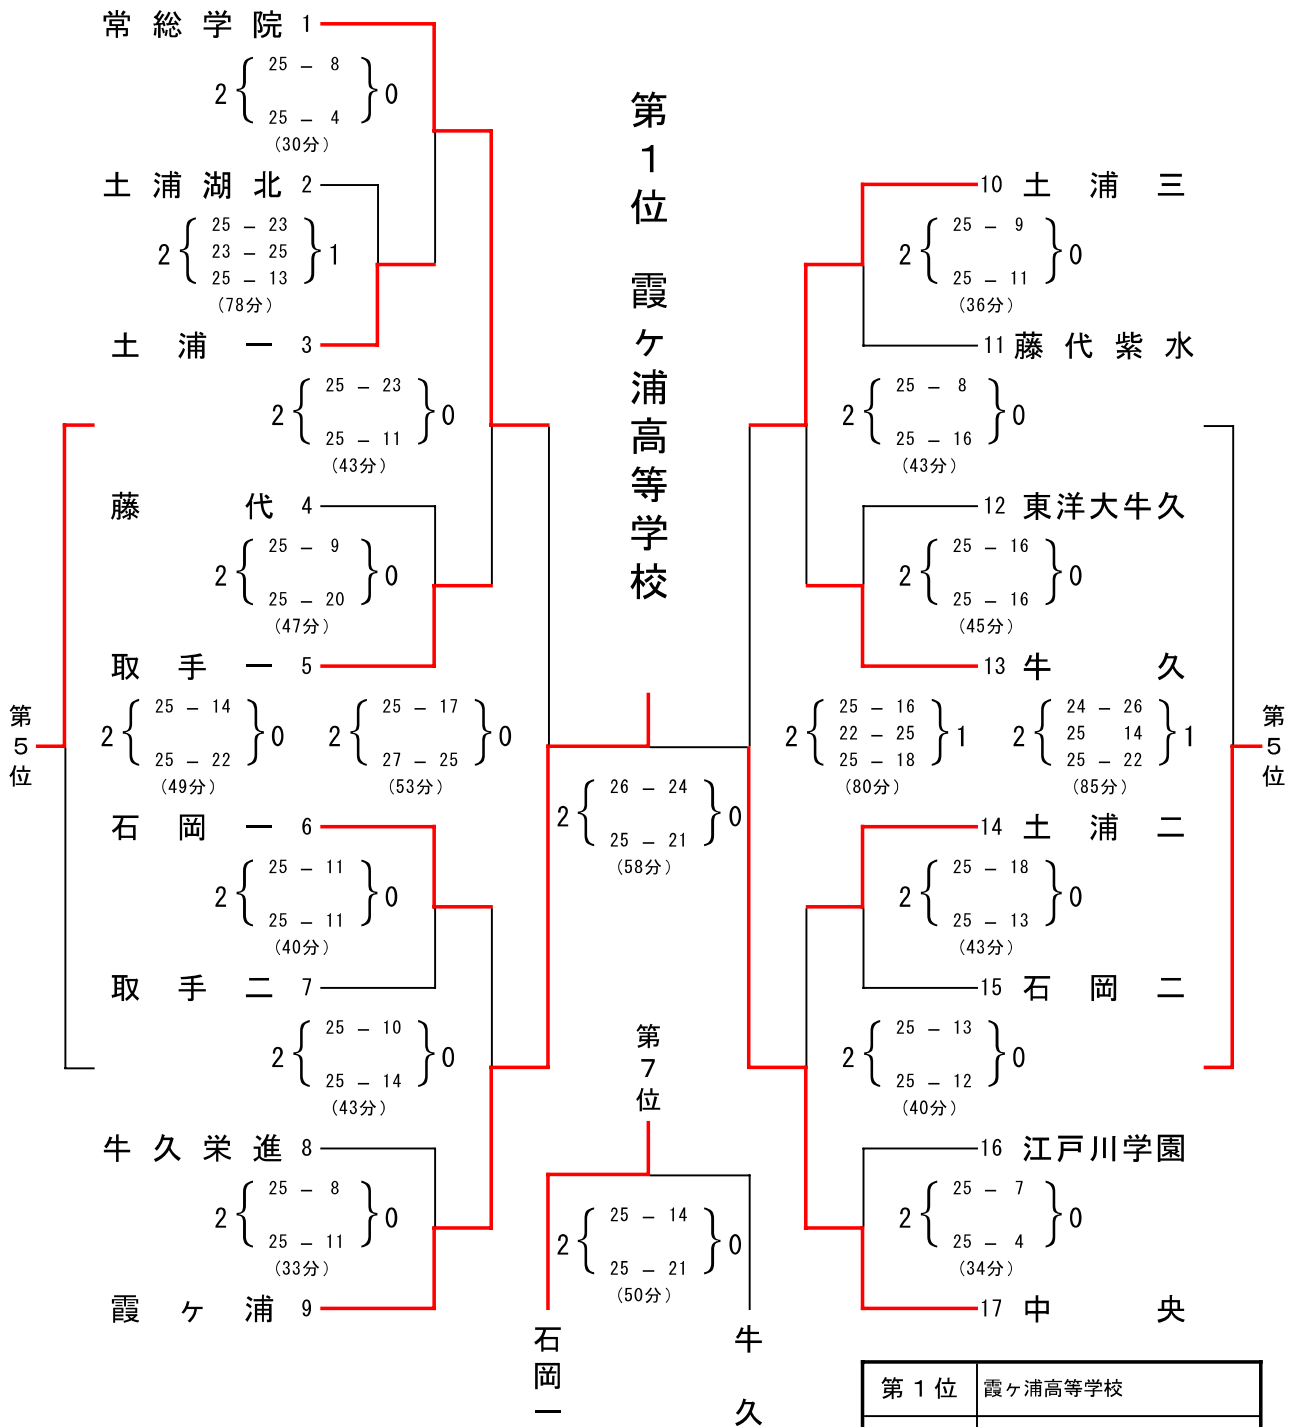 常総学院 1
2 { 25 － 8
25 － 4 } 0
(30分)
土浦湖北 2
2 { 25 － 23
23 － 25
25 － 13 } 1
(78分)
土浦一 3
2 { 25 － 23
25 － 11 } 0
(43分)
藤代 4
2 { 25 － 9
25 － 20 } 0
(47分)
取手一 5
第5位
2 { 25 － 14
25 － 22 } 0
(49分)
2 { 25 － 17
27 － 25 } 0
(53分)
石岡一 6
2 { 25 － 11
25 － 11 } 0
(40分)
取手二 7
2 { 25 － 10
25 － 14 } 0
(43分)
牛久栄進 8
2 { 25 － 8
25 － 11 } 0
(33分)
霞ヶ浦 9
第1位 霞ヶ浦高等学校
2 { 26 － 24
25 － 21 } 0
(58分)
第7位
2 { 25 － 14
25 － 21 } 0
(50分)
石岡一
牛久
10 土浦三
2 { 25 － 9
25 － 11 } 0
(36分)
11 藤代紫水
2 { 25 － 8
25 － 16 } 0
(43分)
12 東洋大牛久
2 { 25 － 16
25 － 16 } 0
(45分)
13 牛久
2 { 25 － 16
22 － 25
25 － 18 } 1
(80分)
2 { 24 － 26
25 14
25 － 22 } 1
(85分)
第5位
14 土浦二
2 { 25 － 18
25 － 13 } 0
(43分)
15 石岡二
2 { 25 － 13
25 － 12 } 0
(40分)
16 江戸川学園
2 { 25 － 7
25 － 4 } 0
(34分)
17 中央
第1位 霞ヶ浦高等学校